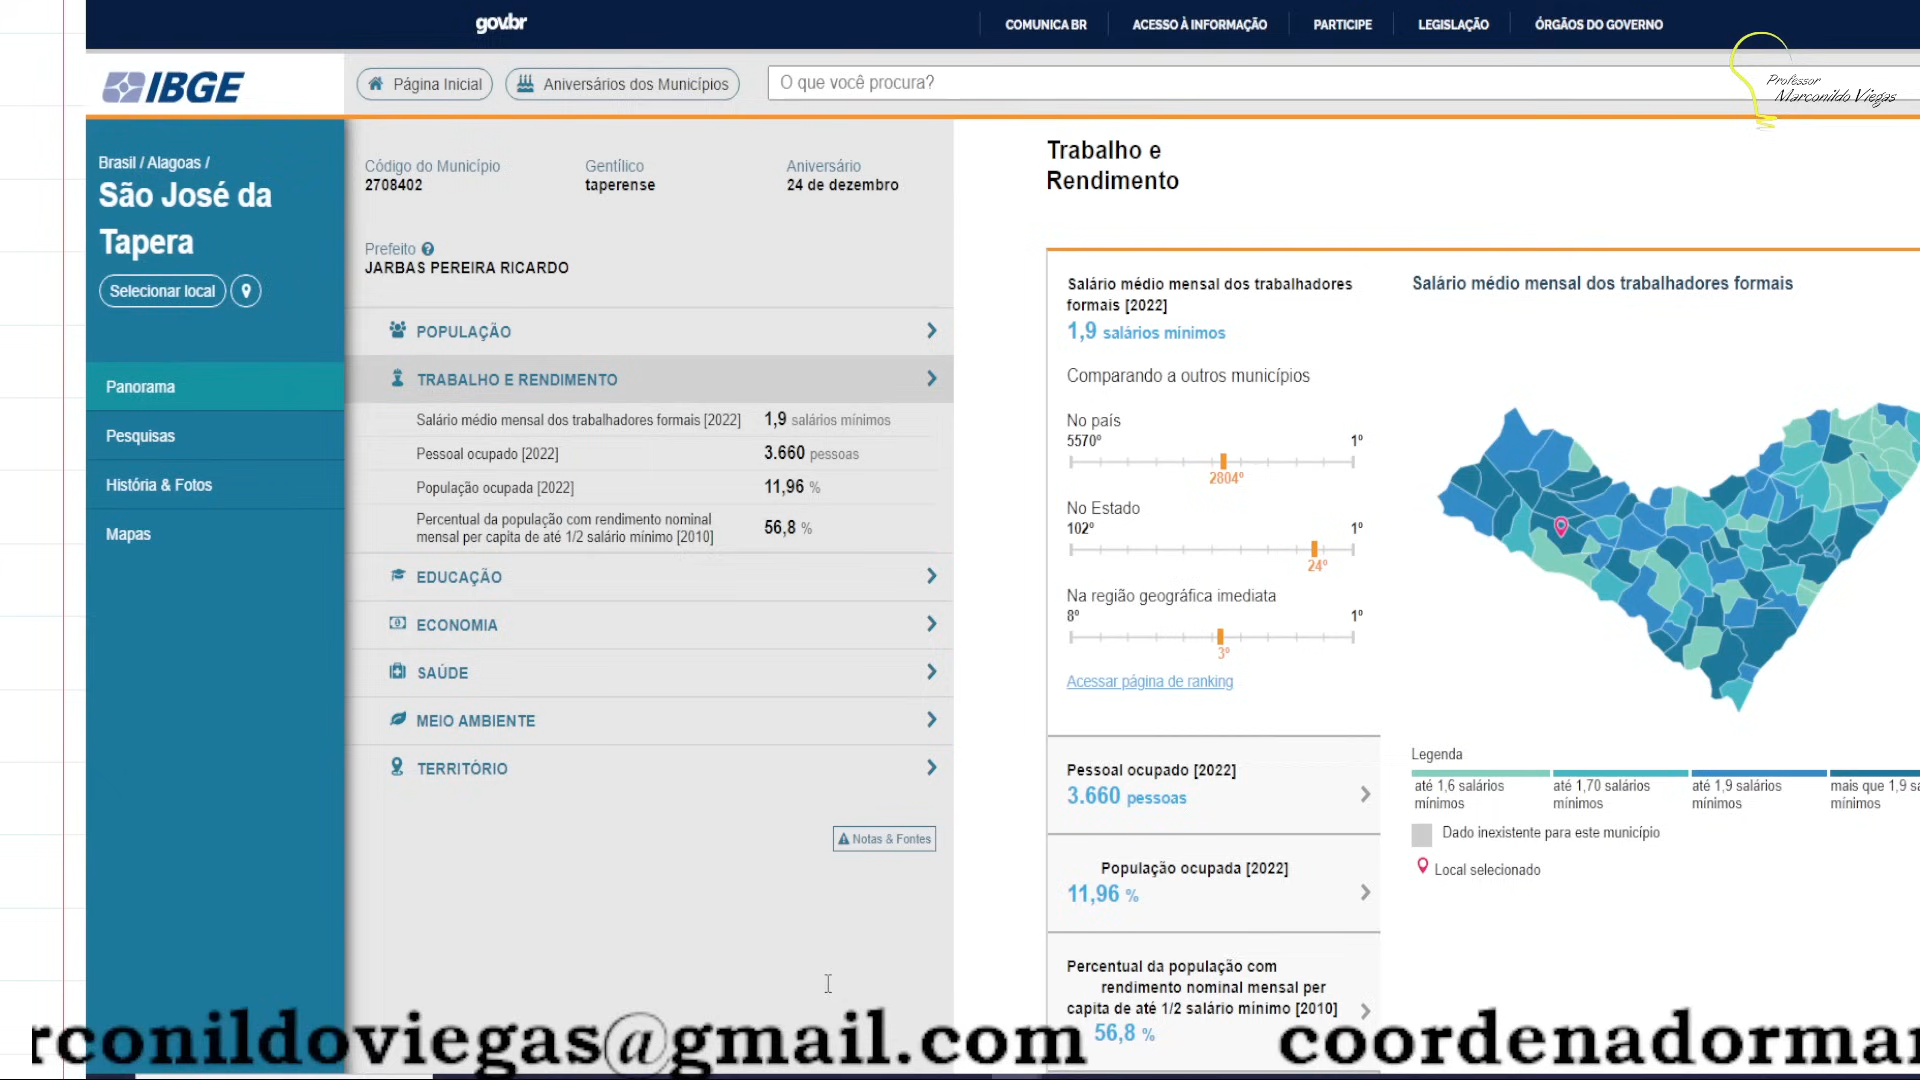 gov.br
COMUNICA BR
ACESSO À INFORMAÇÃO
PARTICIPE
LEGISLAÇÃO
ÓRGÃOS DO GOVERNO
IBGE
Página Inicial
Aniversários dos Municípios
O que você procura?
Professor
Marconildo Viegas
Brasil / Alagoas /
São José da
Tapera
Selecionar local
Panorama
Pesquisas
História & Fotos
Mapas
Código do Município
2708402
Gentílico
taperense
Aniversário
24 de dezembro
Prefeito
JARBAS PEREIRA RICARDO
POPULAÇÃO
TRABALHO E RENDIMENTO
Salário médio mensal dos trabalhadores formais [2022] 1,9 salários mínimos
Pessoal ocupado [2022] 3.660 pessoas
População ocupada [2022] 11,96 %
Percentual da população com rendimento nominal
mensal per capita de até 1/2 salário mínimo [2010] 56,8 %
EDUCAÇÃO
ECONOMIA
SAÚDE
MEIO AMBIENTE
TERRITÓRIO
Notas & Fontes
Trabalho e
Rendimento
Salário médio mensal dos trabalhadores
formais [2022]
1,9 salários mínimos
Comparando a outros municípios
No país
5570º 1º
2804º
No Estado
102º 1º
24º
Na região geográfica imediata
8º 1º
3º
Acessar página de ranking
Pessoal ocupado [2022]
3.660 pessoas
População ocupada [2022]
11,96 %
Percentual da população com
rendimento nominal mensal per
capita de até 1/2 salário mínimo [2010]
56,8 %
Salário médio mensal dos trabalhadores formais
Legenda
até 1,6 salários
mínimos
até 1,70 salários
mínimos
até 1,9 salários
mínimos
mais que 1,9 sa
mínimos
Dado inexistente para este município
Local selecionado
rconildoviegas@gmail.com coordenadormar